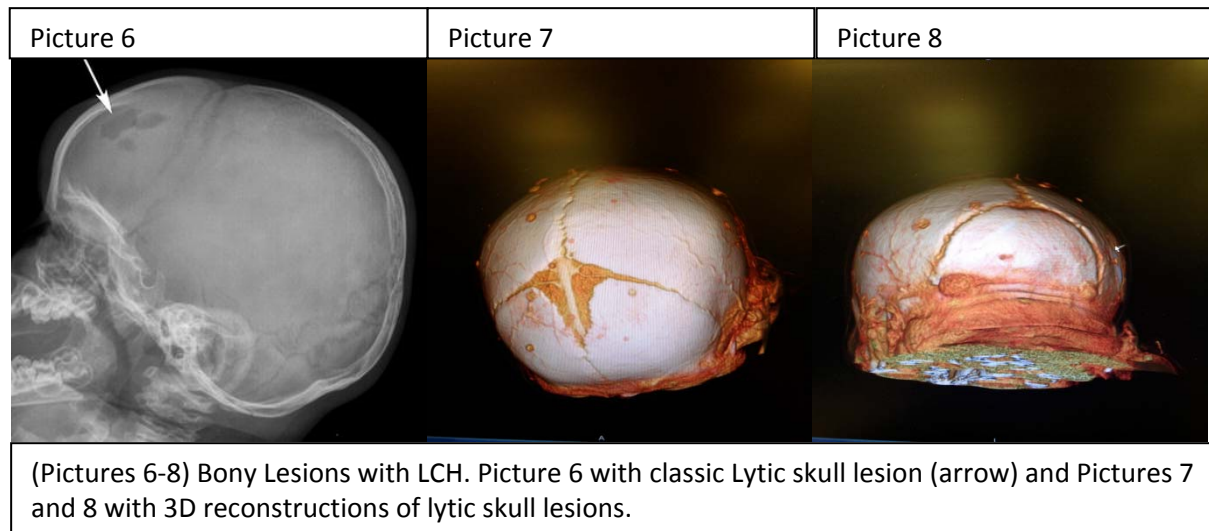 Picture 6
Picture 7
Picture 8
(Pictures 6-8) Bony Lesions with LCH. Picture 6 with classic Lytic skull lesion (arrow) and Pictures 7
and 8 with 3D reconstructions of lytic skull lesions.